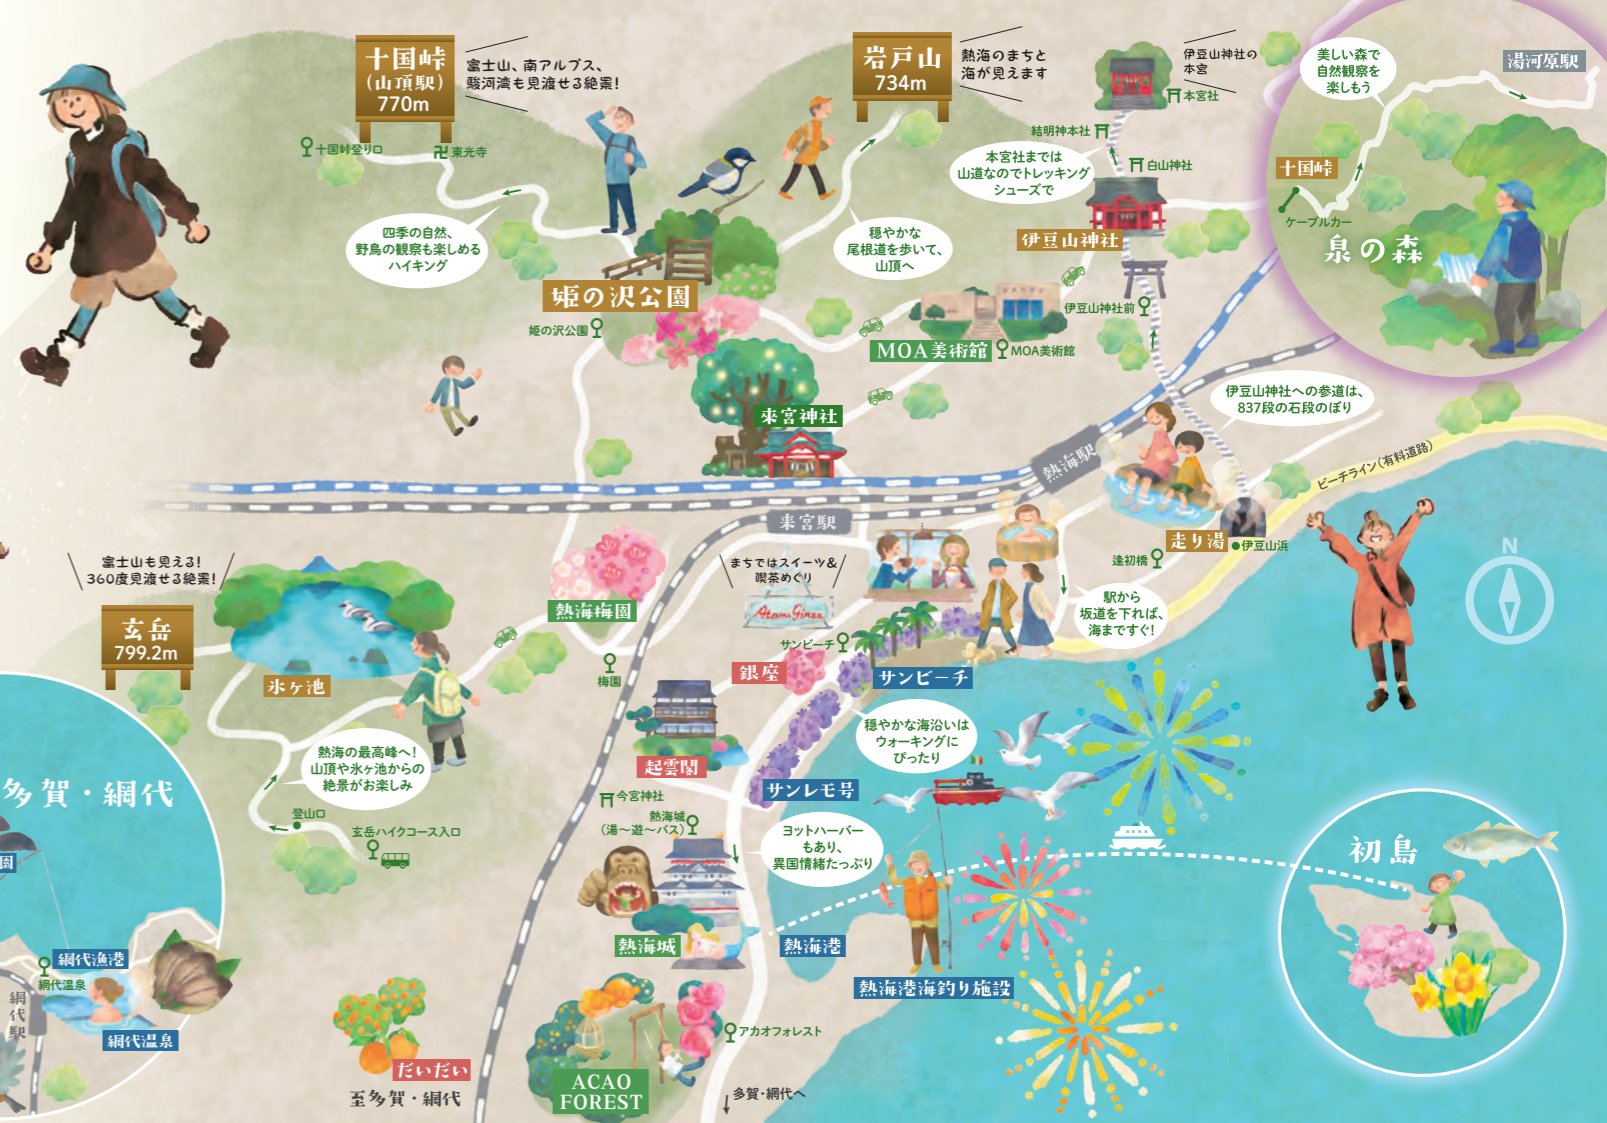 十国峠
(山頂駅)
770m
富士山、南アルプス、
駿河湾も見渡せる絶景!
十国峠登り口
東光寺
四季の自然、
野鳥の観察も楽しめる
ハイキング
姫の沢公園
姫の沢公園
岩戸山
734m
熱海のまちと
海が見えます
穏やかな
尾根道を歩いて、
山頂へ
伊豆山神社の
本宮
本宮社
結明神本社
本宮社までは
山道なのでトレッキング
シューズで
白山神社
伊豆山神社
伊豆山神社前
MOA美術館
MOA美術館
美しい森で
自然観察を
楽しもう
湯河原駅
十国峠
ケーブルカー
泉の森
来宮神社
伊豆山神社への参道は、
837段の石段のぼり
熱海駅
ビーチライン(有料道路)
来宮駅
走り湯
伊豆山浜
逢初橋
駅から
坂道を下れば、
海まですぐ!
N
富士山も見える!
360度見渡せる絶景!
玄岳
799.2m
氷ヶ池
熱海梅園
梅園
まちではスイーツ&
喫茶めぐり
Atami Ginza
サンビーチ
銀座
サンビーチ
穏やかな海沿いは
ウォーキングに
ぴったり
起雲閣
サンレモ号
熱海の最高峰へ!
山頂や氷ヶ池からの
絶景がお楽しみ
登山口
玄岳ハイクコース入口
今宮神社
熱海城
(湯〜遊〜バス)
ヨットハーバー
もあり、
異国情緒たっぷり
熱海城
熱海港
熱海港海釣り施設
初島
多賀・網代
園
網代漁港
網代温泉
網代駅
網代温泉
だいだい
至多賀・網代
ACAO
FOREST
アカオフォレスト
多賀・網代へ